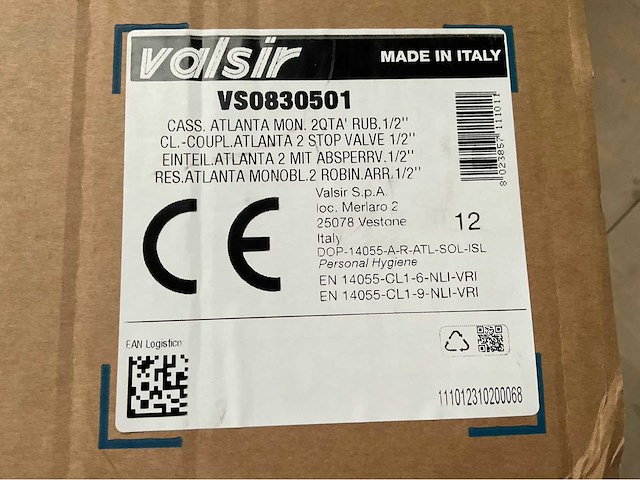 valsir
MADE IN ITALY
VS0830501
CASS. ATLANTA MON. 2QTA' RUB.1/2"
CL.-COUPL.ATLANTA 2 STOP VALVE 1/2"
EINTEIL.ATLANTA 2 MIT ABSPERRV.1/2"
RES.ATLANTA MONOBL.2 ROBIN.ARR.1/2"
8 023857 111011
Valsir S.p.A.
loc. Merlaro 2
25078 Vestone
Italy
12
DOP-14055-A-R-ATL-SOL-ISL
Personal Hygiene
EN 14055-CL1-6-NLI-VRI
EN 14055-CL1-9-NLI-VRI
CE
EAN Logistico
111012310200068